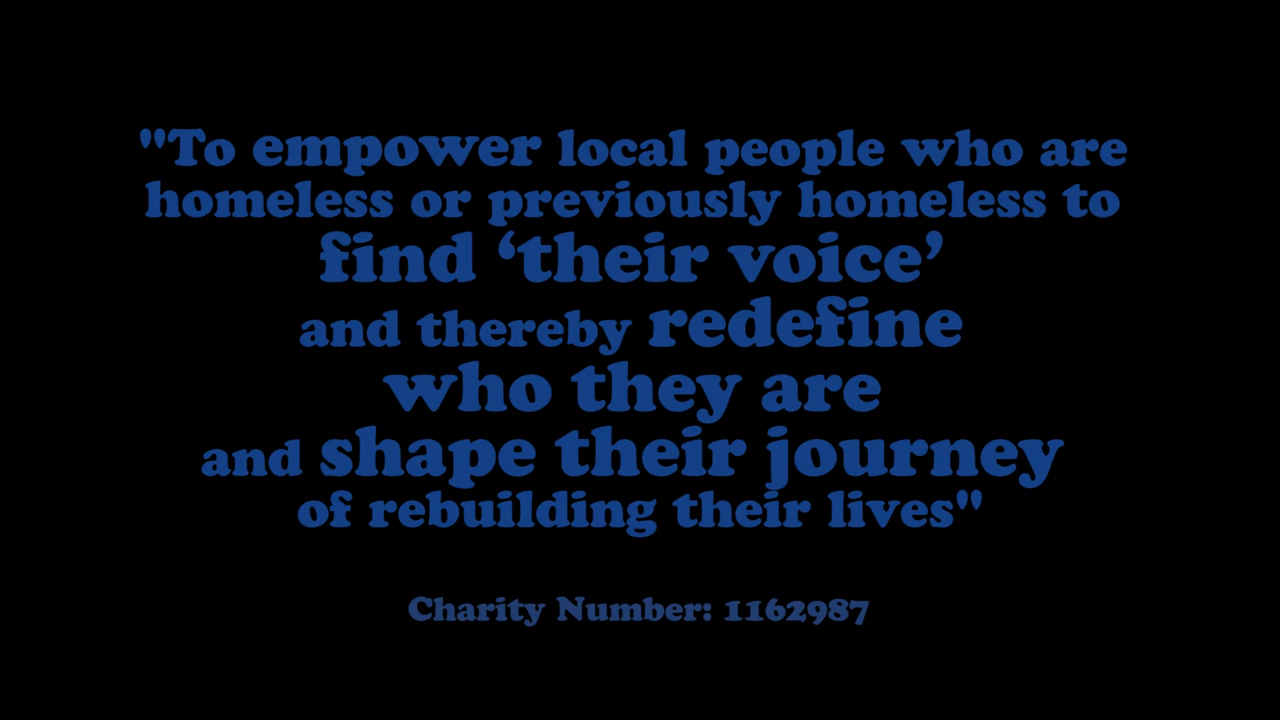 "To empower local people who are
homeless or previously homeless to
find ‘their voice’
and thereby redefine
who they are
and shape their journey
of rebuilding their lives"
Charity Number: 1162987